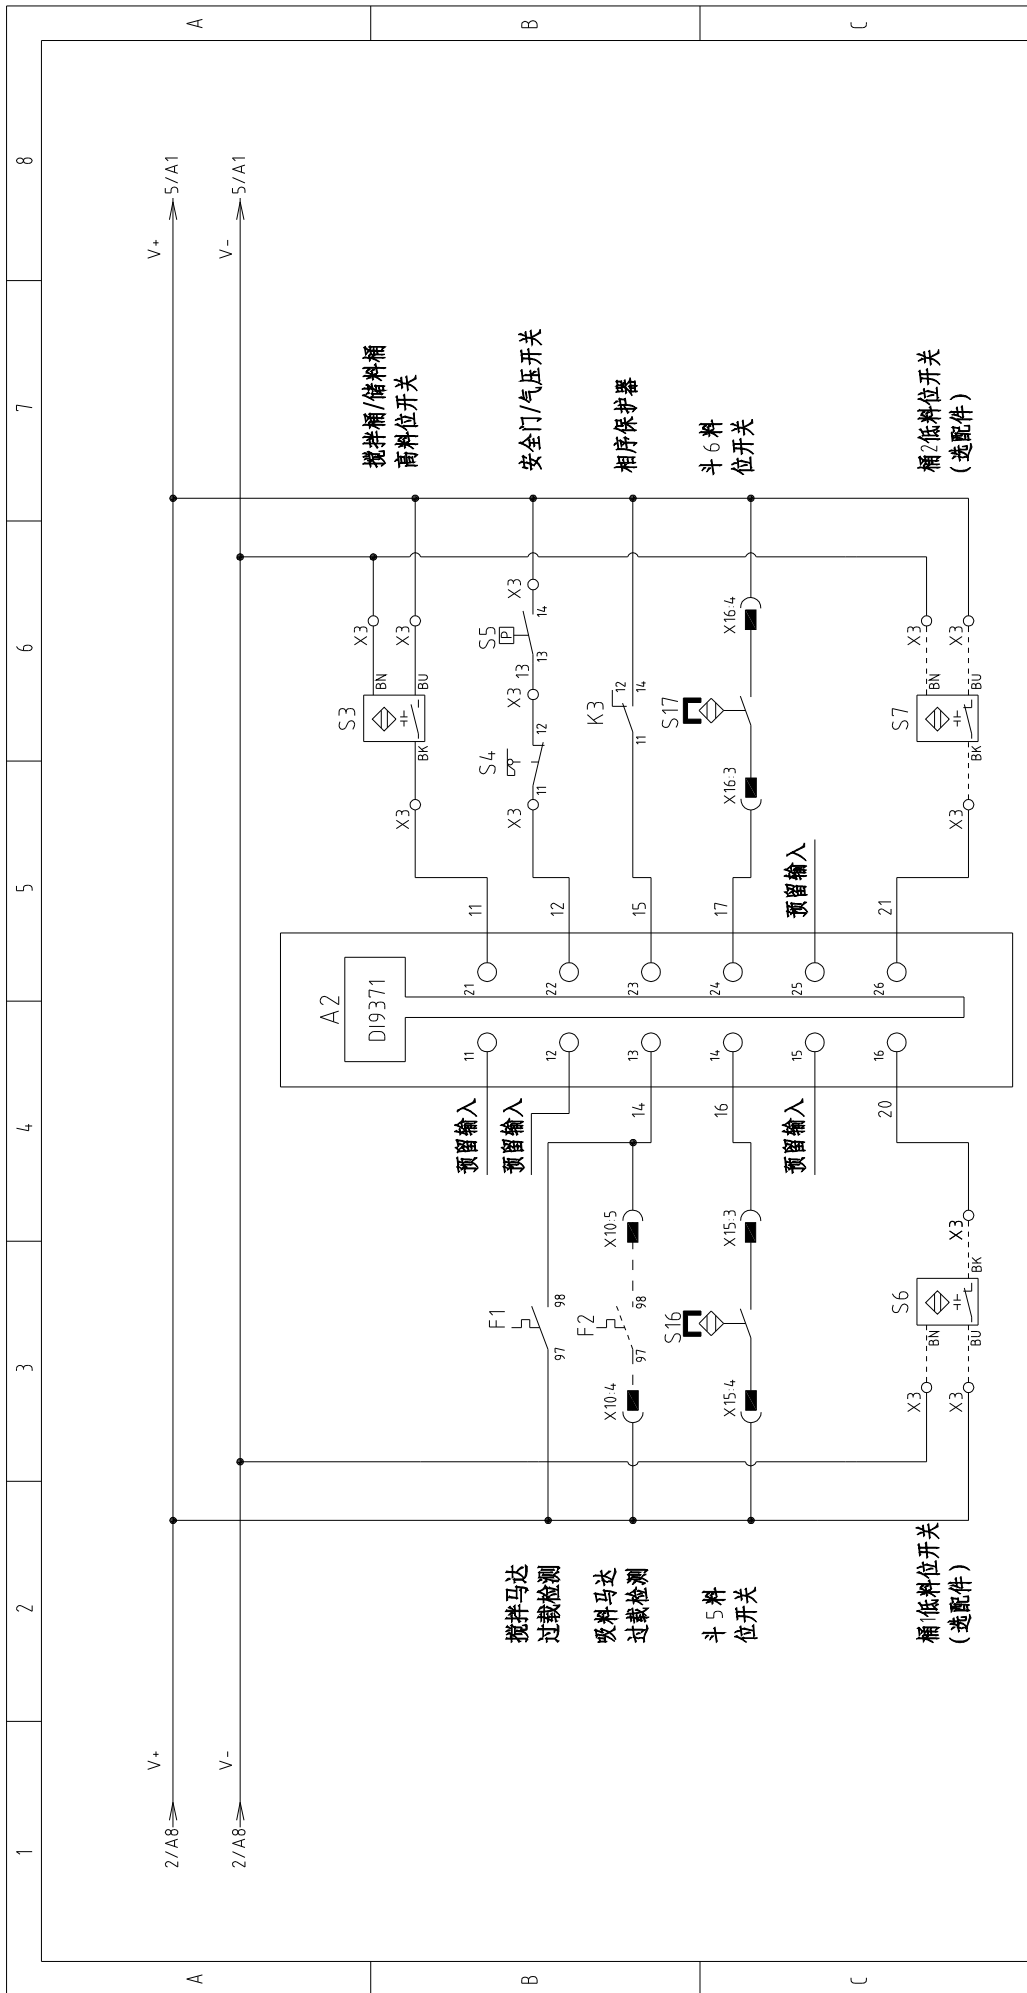 1
2
3
4
5
6
7
8
A
B
C
A
B
C
2/A8
V+
V+
5/A1
2/A8
V-
V-
5/A1
A2
DI9371
搅拌桶/储料桶
高料位开关
S3
BN
BU
BK
X3
X3
X3
11
21
安全门/气压开关
S4
S5
P
X3
11
12
X3
13
13
14
X3
12
22
相序保护器
K3
11
12
14
15
23
斗6料
位开关
S17
X16:3
X16:4
17
24
预留输入
25
桶2低料位开关
(选配件)
S7
BN
BU
BK
X3
X3
X3
21
26
预留输入
11
预留输入
12
搅拌马达
过载检测
F1
97
98
14
13
吸料马达
过载检测
F2
X10:4
97
98
X10:5
斗5料
位开关
S16
X15:4
X15:3
16
14
预留输入
15
桶1低料位开关
(选配件)
S6
BN
BU
BK
X3
X3
X3
20
16